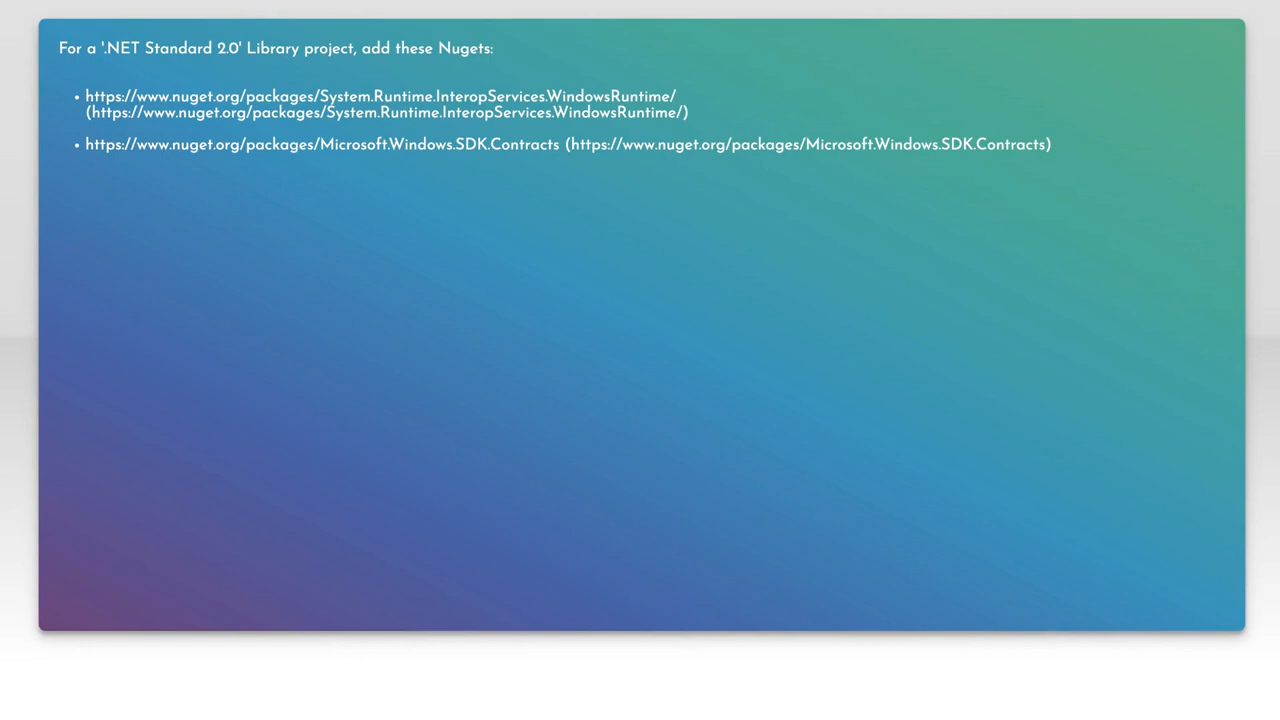 For a '.NET Standard 2.0' Library project, add these Nugets:
• https://www.nuget.org/packages/System.Runtime.InteropServices.WindowsRuntime/
(https://www.nuget.org/packages/System.Runtime.InteropServices.WindowsRuntime/)
• https://www.nuget.org/packages/Microsoft.Windows.SDK.Contracts (https://www.nuget.org/packages/Microsoft.Windows.SDK.Contracts)